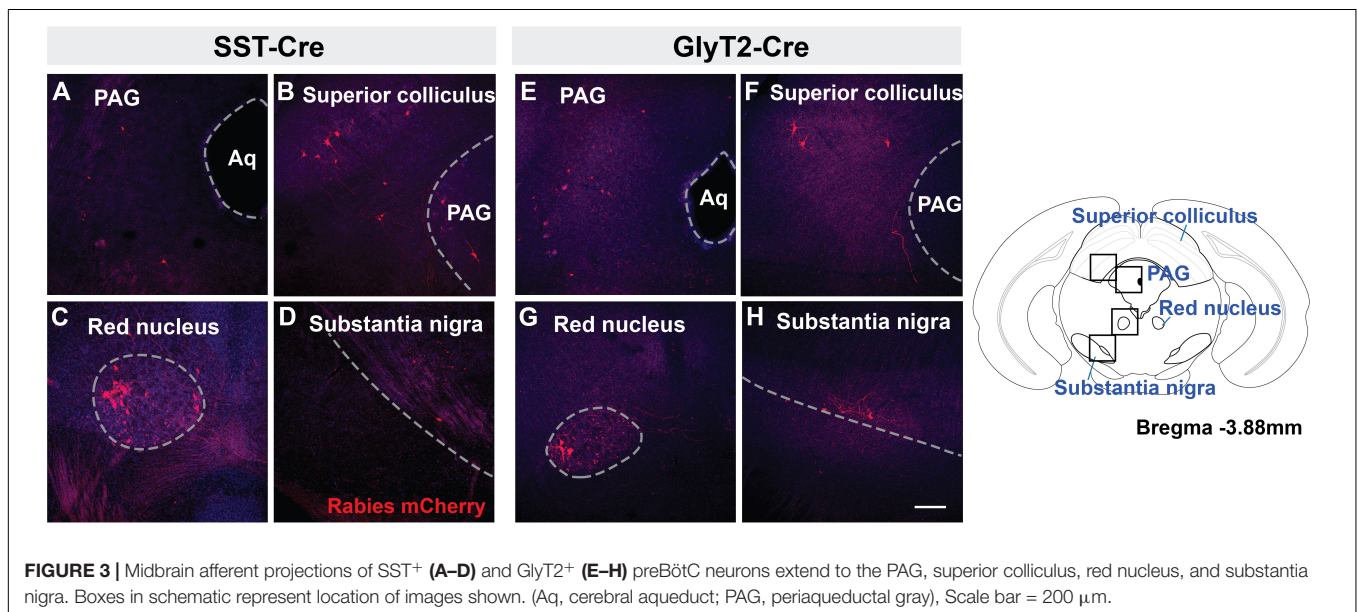 SST-Cre
GlyT2-Cre
A PAG
Aq
B Superior colliculus
PAG
E PAG
Aq
F Superior colliculus
PAG
C Red nucleus
D Substantia nigra
Rabies mCherry
G Red nucleus
H Substantia nigra
Superior colliculus
PAG
Red nucleus
Substantia nigra
Bregma -3.88mm
FIGURE 3 | Midbrain afferent projections of SST⁺ (A–D) and GlyT2⁺ (E–H) preBötC neurons extend to the PAG, superior colliculus, red nucleus, and substantia
nigra. Boxes in schematic represent location of images shown. (Aq, cerebral aqueduct; PAG, periaqueductal gray), Scale bar = 200 μm.